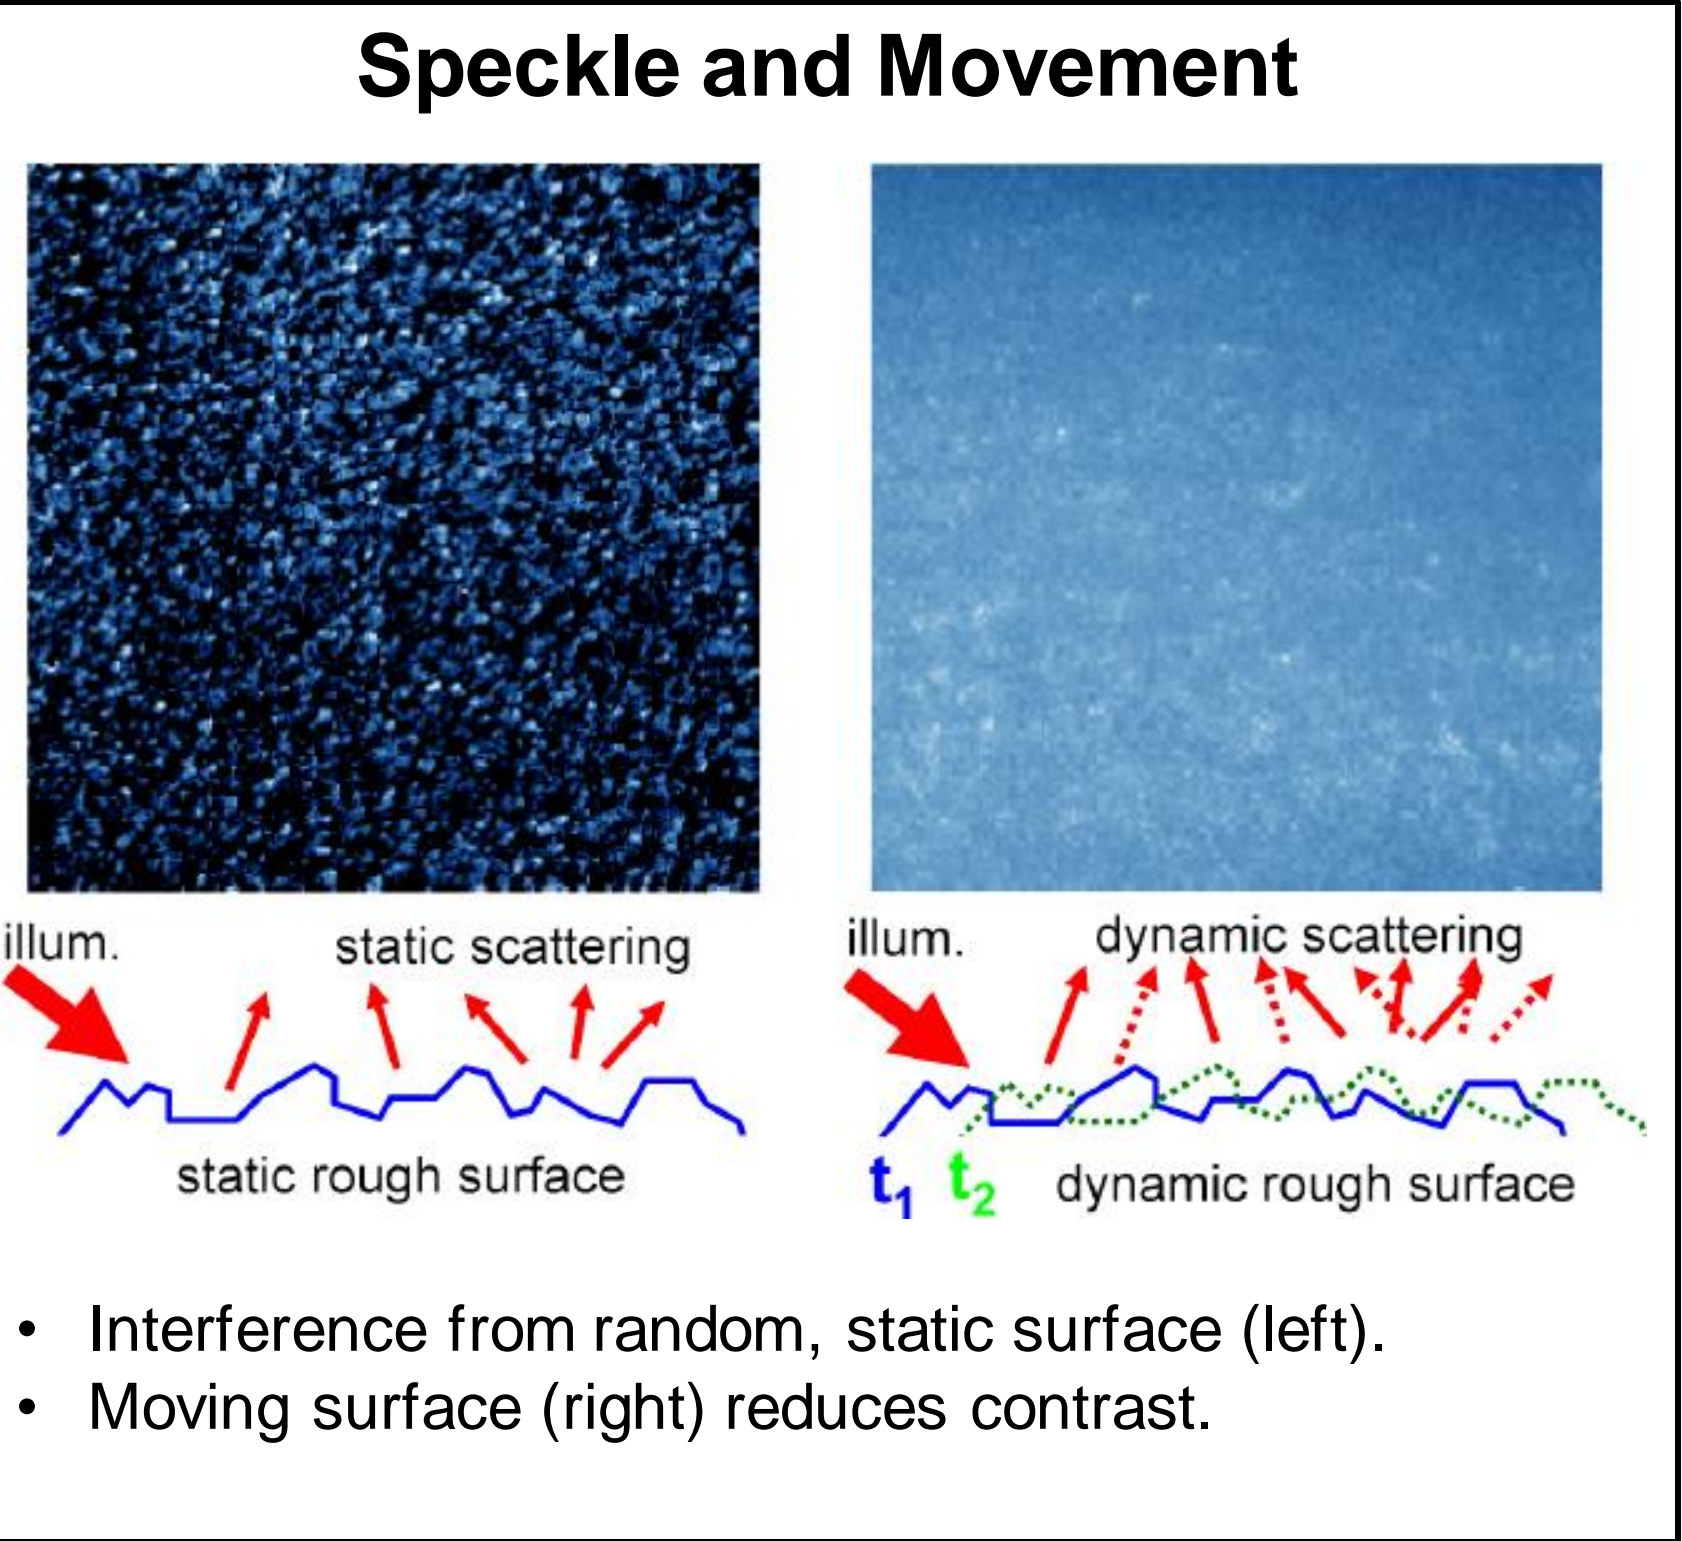 Speckle and Movement
illum.
static scattering
illum.
dynamic scattering
static rough surface
t₁ t₂ dynamic rough surface
• Interference from random, static surface (left).
• Moving surface (right) reduces contrast.